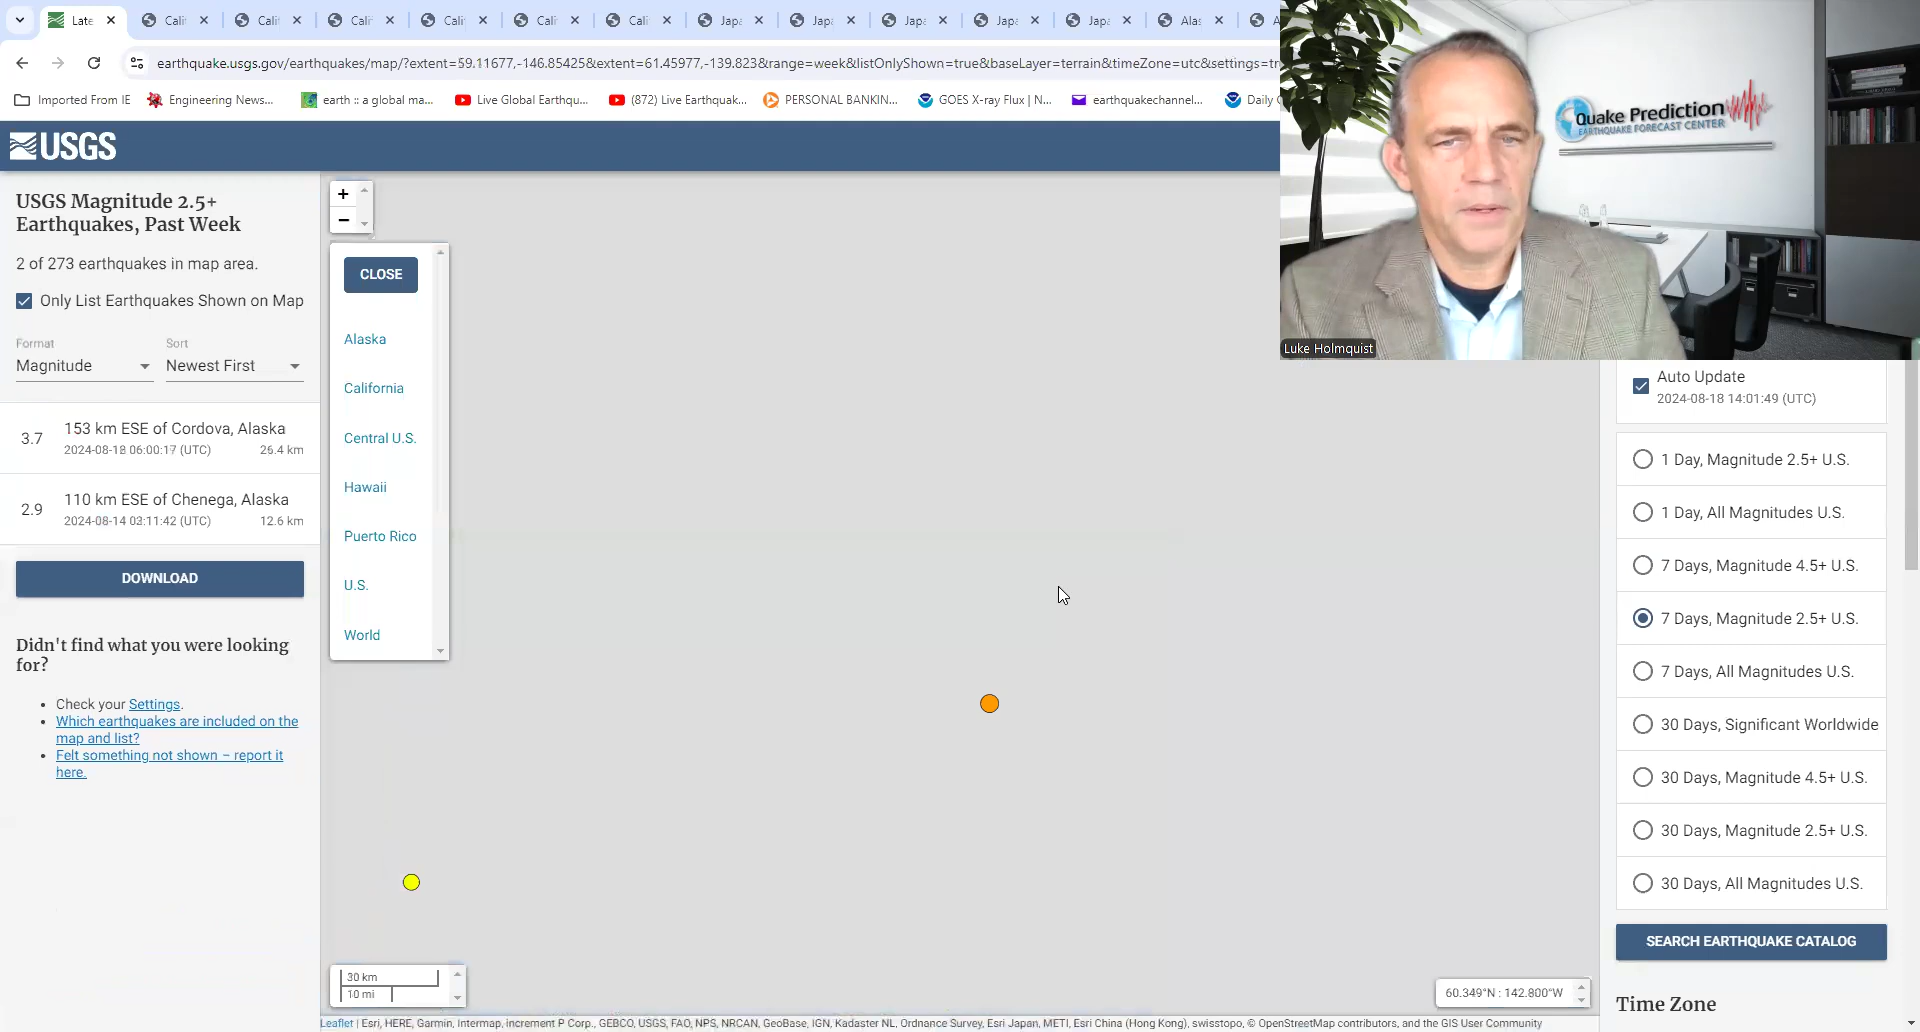 Late
Calif
Calif
Calif
Calif
Calif
Calif
Japa
Japa
Japa
Japa
Japa
Alas
earthquake.usgs.gov/earthquakes/map/?extent=59.11677,-146.85425&extent=61.45977,-139.823&range=week&listOnlyShown=true&baseLayer=terrain&timeZone=utc&settings=tr
Imported From IE
Engineering News...
earth :: a global ma...
Live Global Earthqu...
(872) Live Earthquak...
PERSONAL BANKIN...
GOES X-ray Flux | N...
earthquakechannel...
Daily
USGS
USGS Magnitude 2.5+
Earthquakes, Past Week
2 of 273 earthquakes in map area.
Only List Earthquakes Shown on Map
Format
Sort
Magnitude
Newest First
3.7
153 km ESE of Cordova, Alaska
2024-08-18 06:00:17 (UTC)
26.4 km
2.9
110 km ESE of Chenega, Alaska
2024-08-14 03:11:42 (UTC)
12.6 km
DOWNLOAD
Didn't find what you were looking
for?
Check your Settings.
Which earthquakes are included on the
map and list?
Felt something not shown – report it
here.
+
−
CLOSE
Alaska
California
Central U.S.
Hawaii
Puerto Rico
U.S.
World
30 km
10 mi
60.349°N : 142.800°W
Leaflet | Esri, HERE, Garmin, Intermap, increment P Corp., GEBCO, USGS, FAO, NPS, NRCAN, GeoBase, IGN, Kadaster NL, Ordnance Survey, Esri Japan, METI, Esri China (Hong Kong), swisstopo, © OpenStreetMap contributors, and the GIS User Community
Quake Prediction
EARTHQUAKE FORECAST CENTER
Luke Holmquist
Auto Update
2024-08-18 14:01:49 (UTC)
1 Day, Magnitude 2.5+ U.S.
1 Day, All Magnitudes U.S.
7 Days, Magnitude 4.5+ U.S.
7 Days, Magnitude 2.5+ U.S.
7 Days, All Magnitudes U.S.
30 Days, Significant Worldwide
30 Days, Magnitude 4.5+ U.S.
30 Days, Magnitude 2.5+ U.S.
30 Days, All Magnitudes U.S.
SEARCH EARTHQUAKE CATALOG
Time Zone